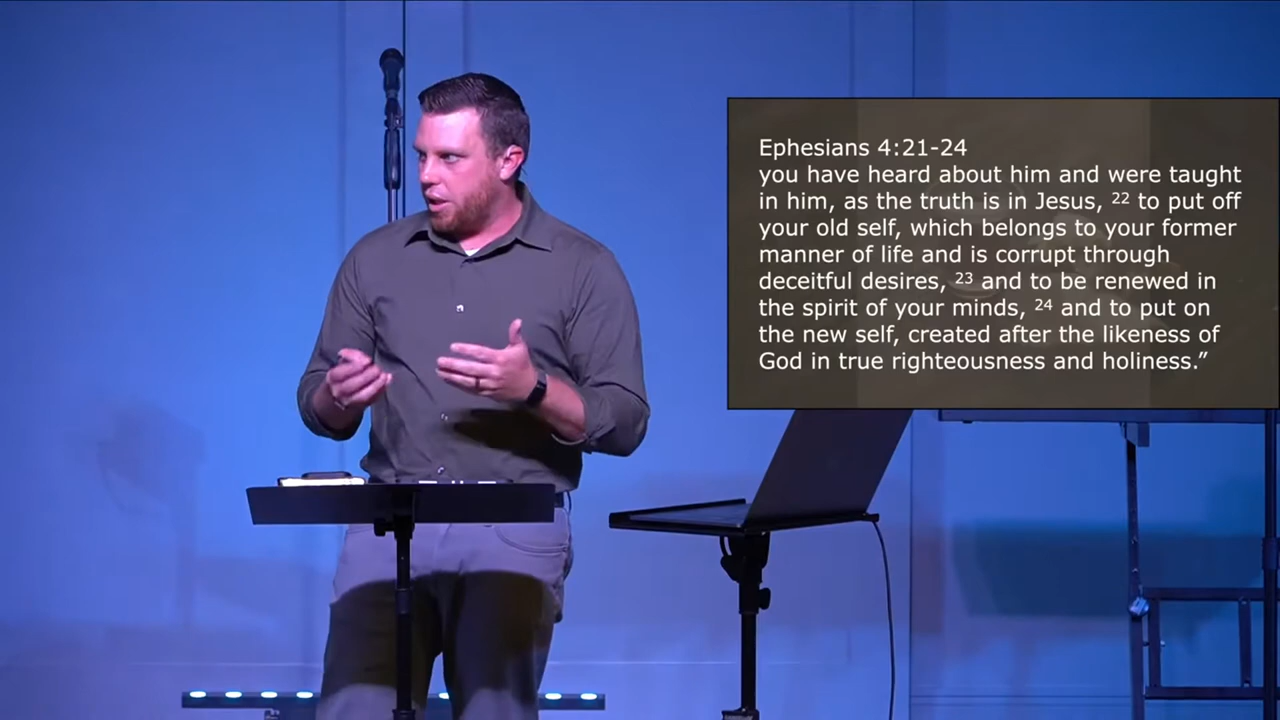 Ephesians 4:21-24
you have heard about him and were taught
in him, as the truth is in Jesus, ²² to put off
your old self, which belongs to your former
manner of life and is corrupt through
deceitful desires, ²³ and to be renewed in
the spirit of your minds, ²⁴ and to put on
the new self, created after the likeness of
God in true righteousness and holiness.”